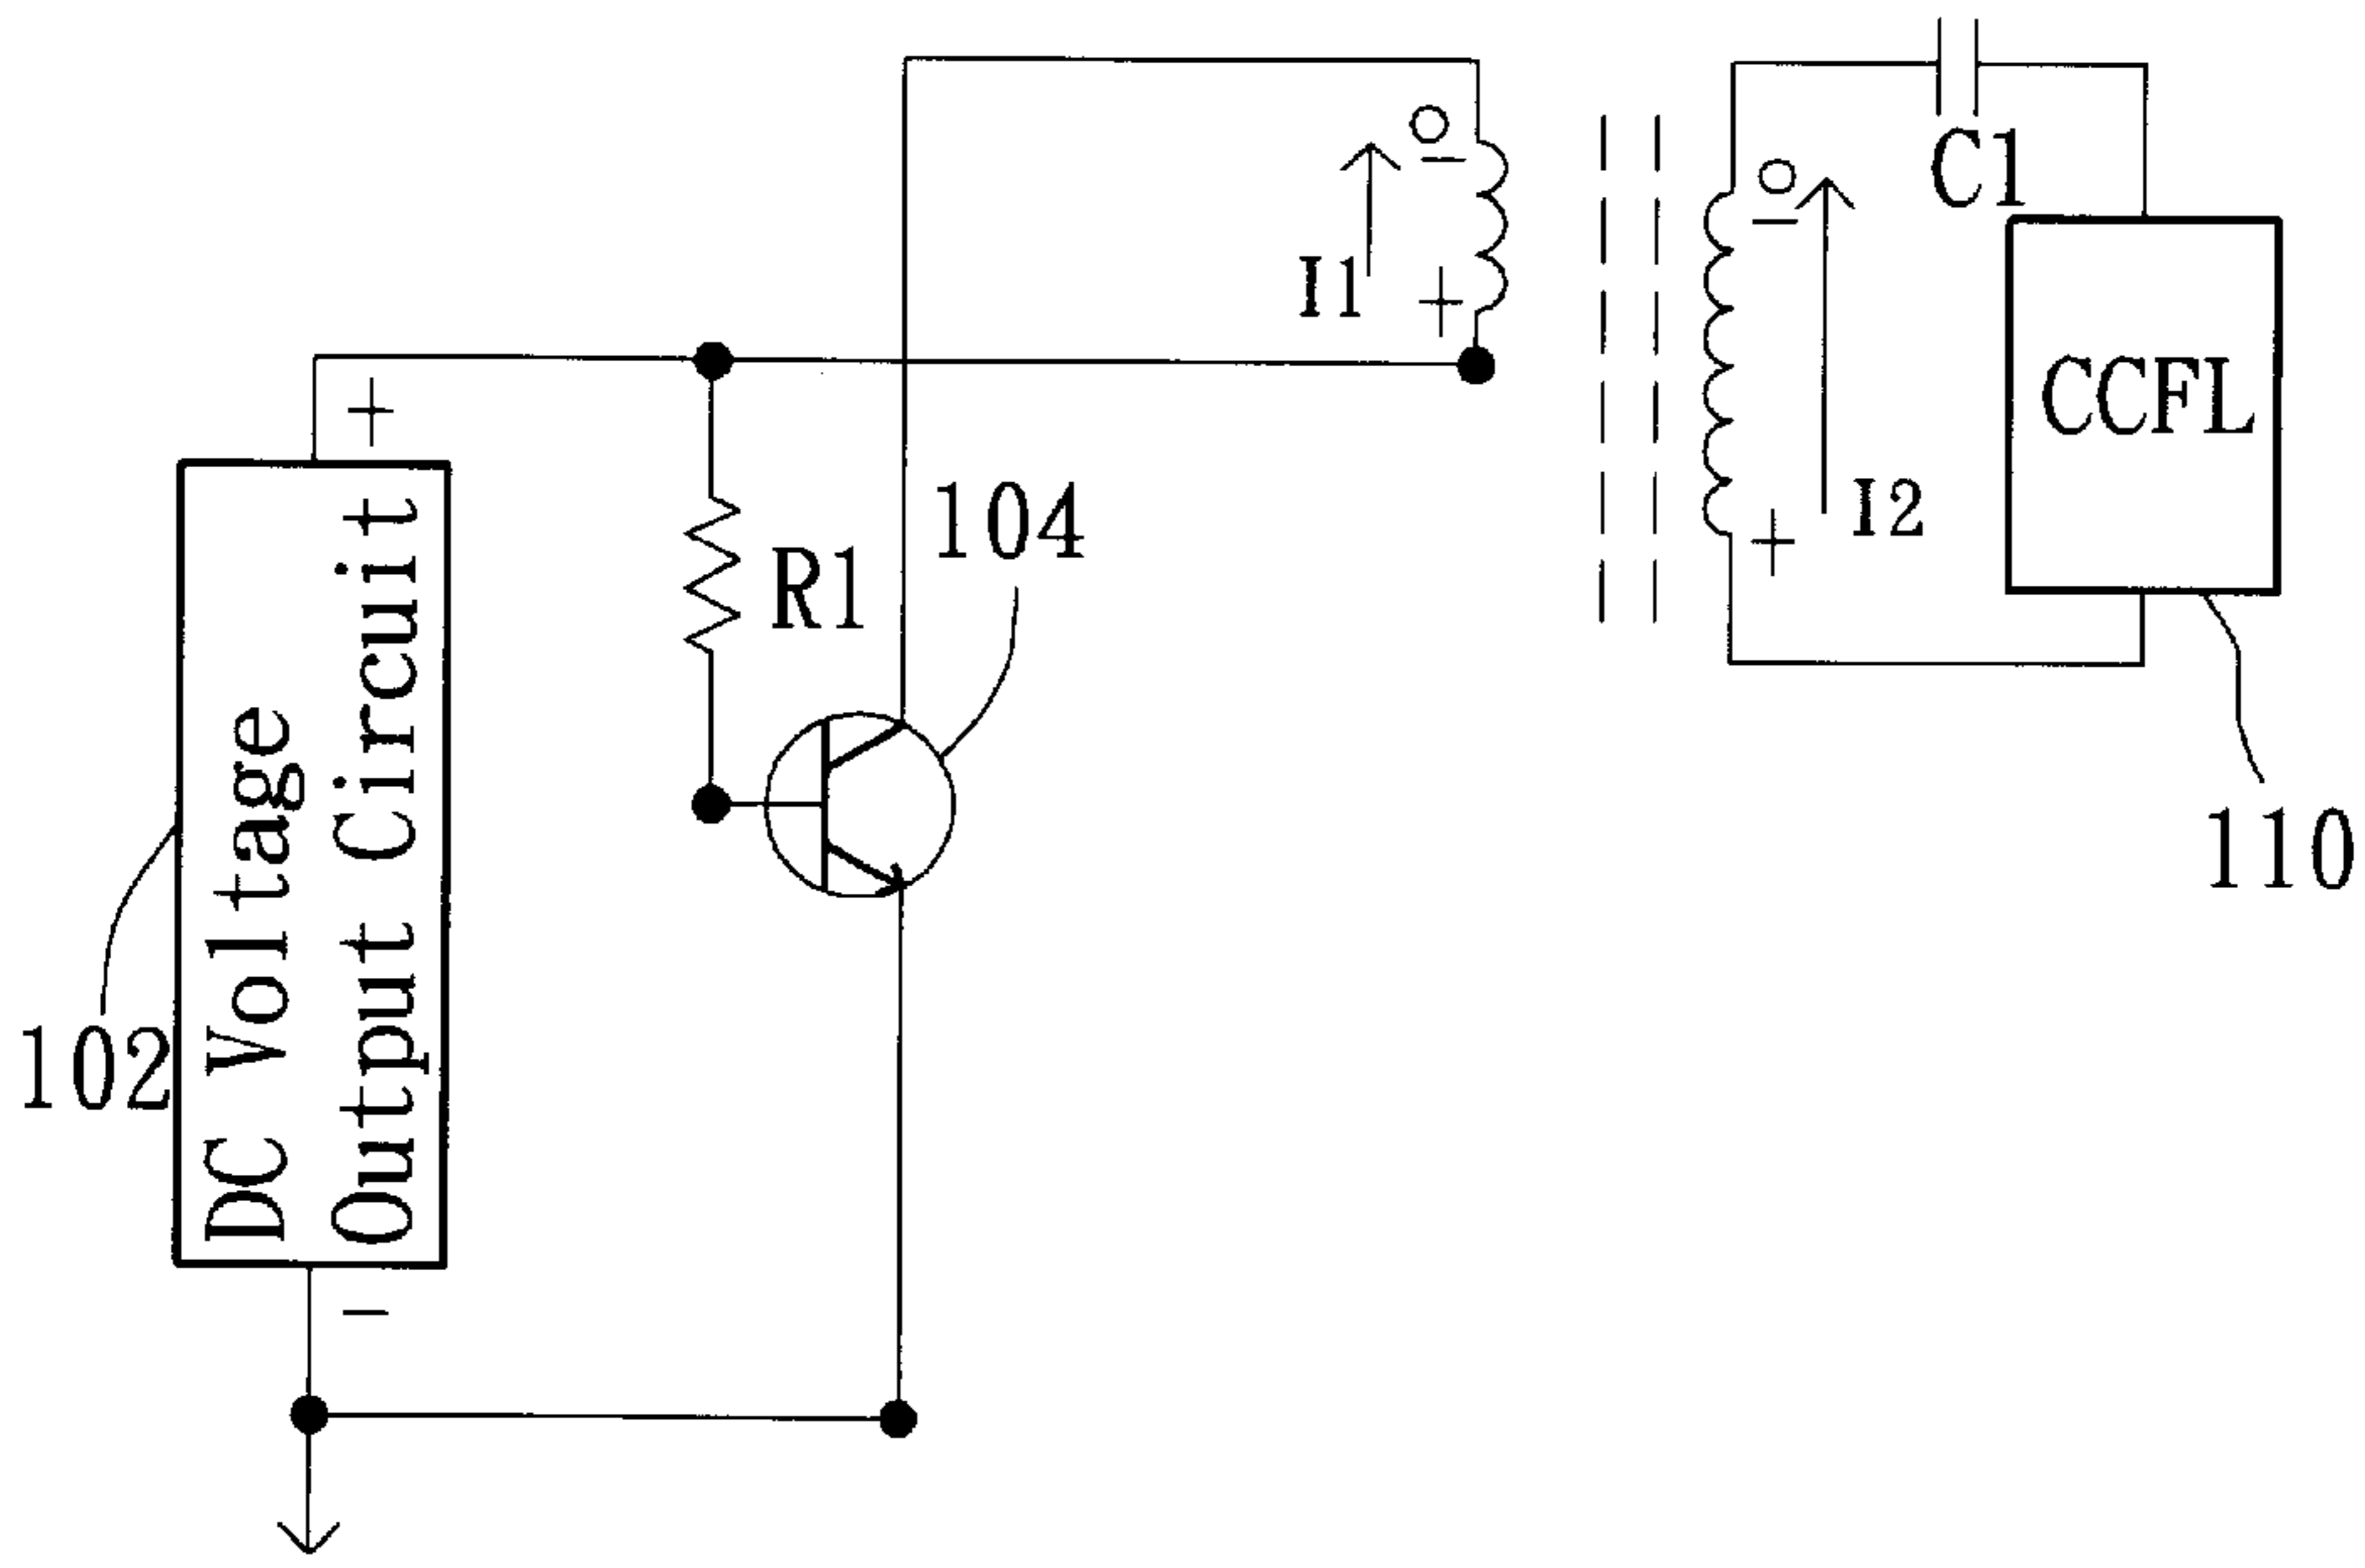 C1
I1
CCFL
104
I2
R1
DC Voltage
Output Circuit
110
102